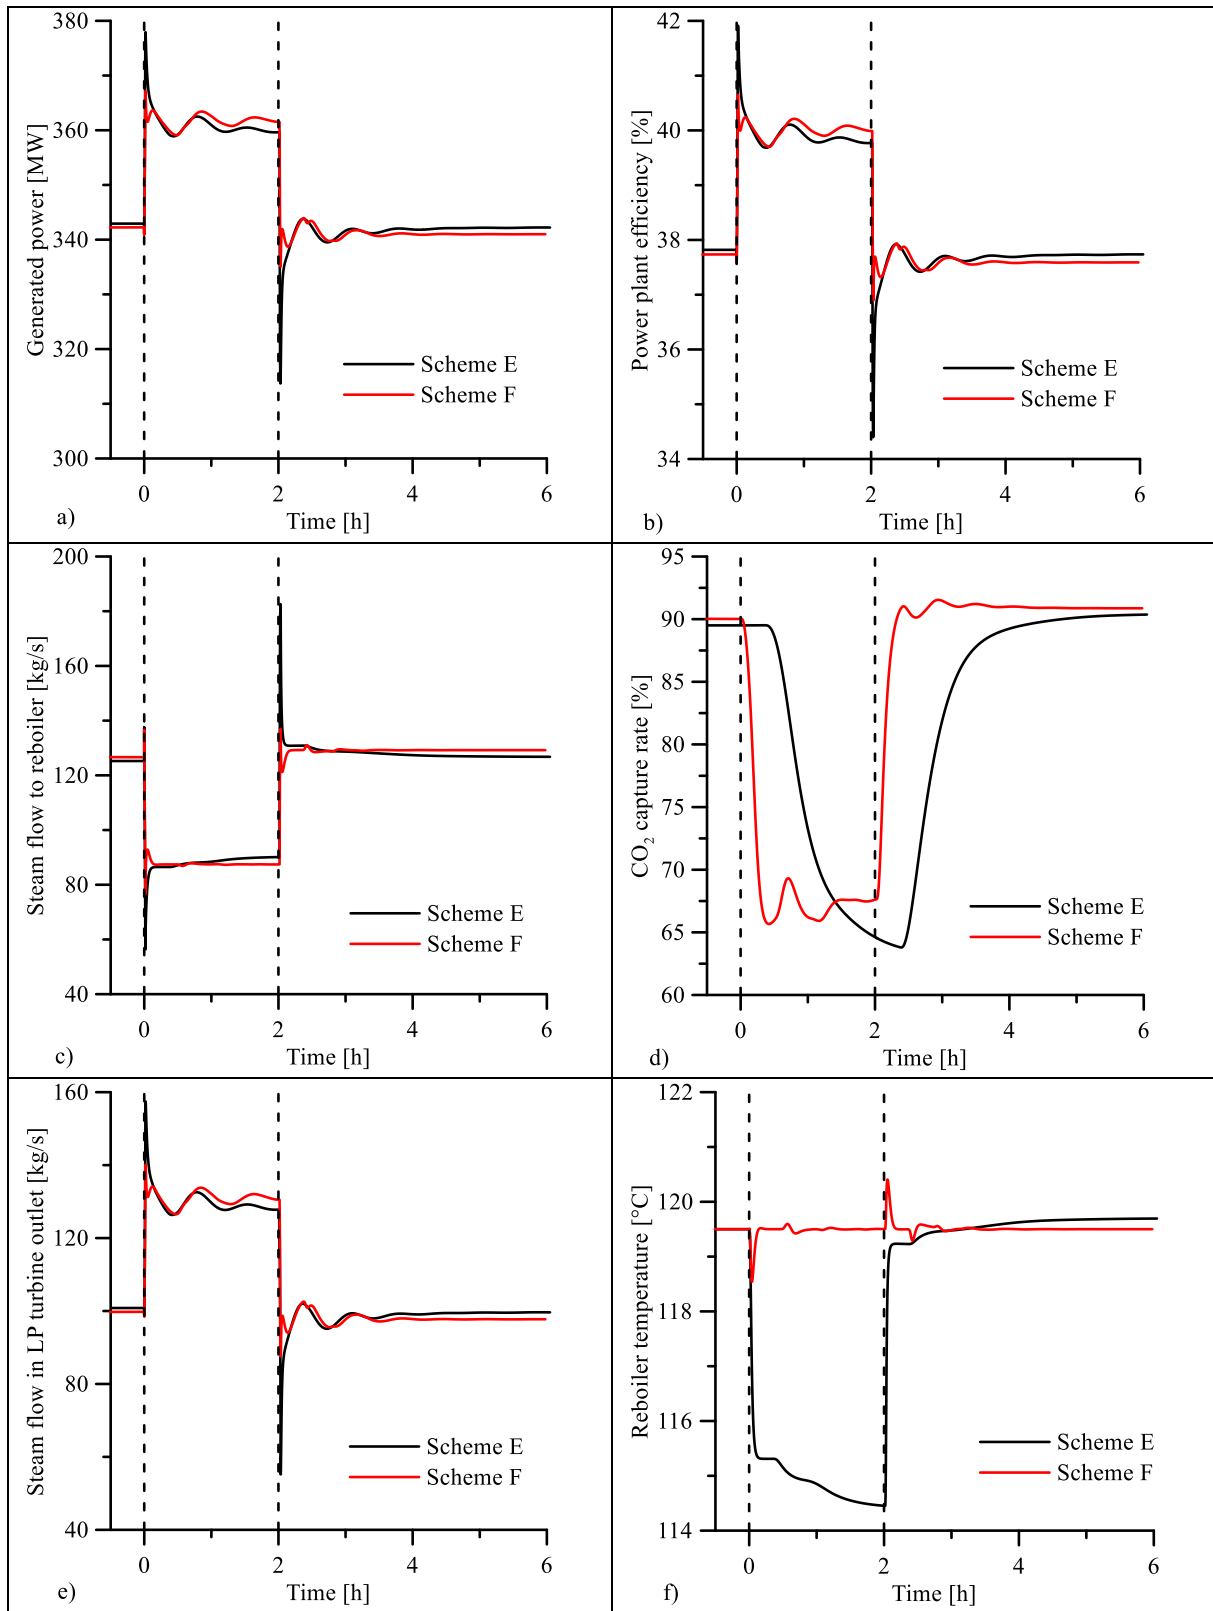 Generated power [MW]
380
360
340
320
300
0
2
4
6
Time [h]
Scheme E
Scheme F
a)
Power plant efficiency [%]
42
40
38
36
34
0
2
4
6
Time [h]
Scheme E
Scheme F
b)
Steam flow to reboiler [kg/s]
200
160
120
80
40
0
2
4
6
Time [h]
Scheme E
Scheme F
c)
CO2 capture rate [%]
95
90
85
80
75
70
65
60
0
2
4
6
Time [h]
Scheme E
Scheme F
d)
Steam flow in LP turbine outlet [kg/s]
160
120
80
40
0
2
4
6
Time [h]
Scheme E
Scheme F
e)
Reboiler temperature [°C]
122
120
118
116
114
0
2
4
6
Time [h]
Scheme E
Scheme F
f)